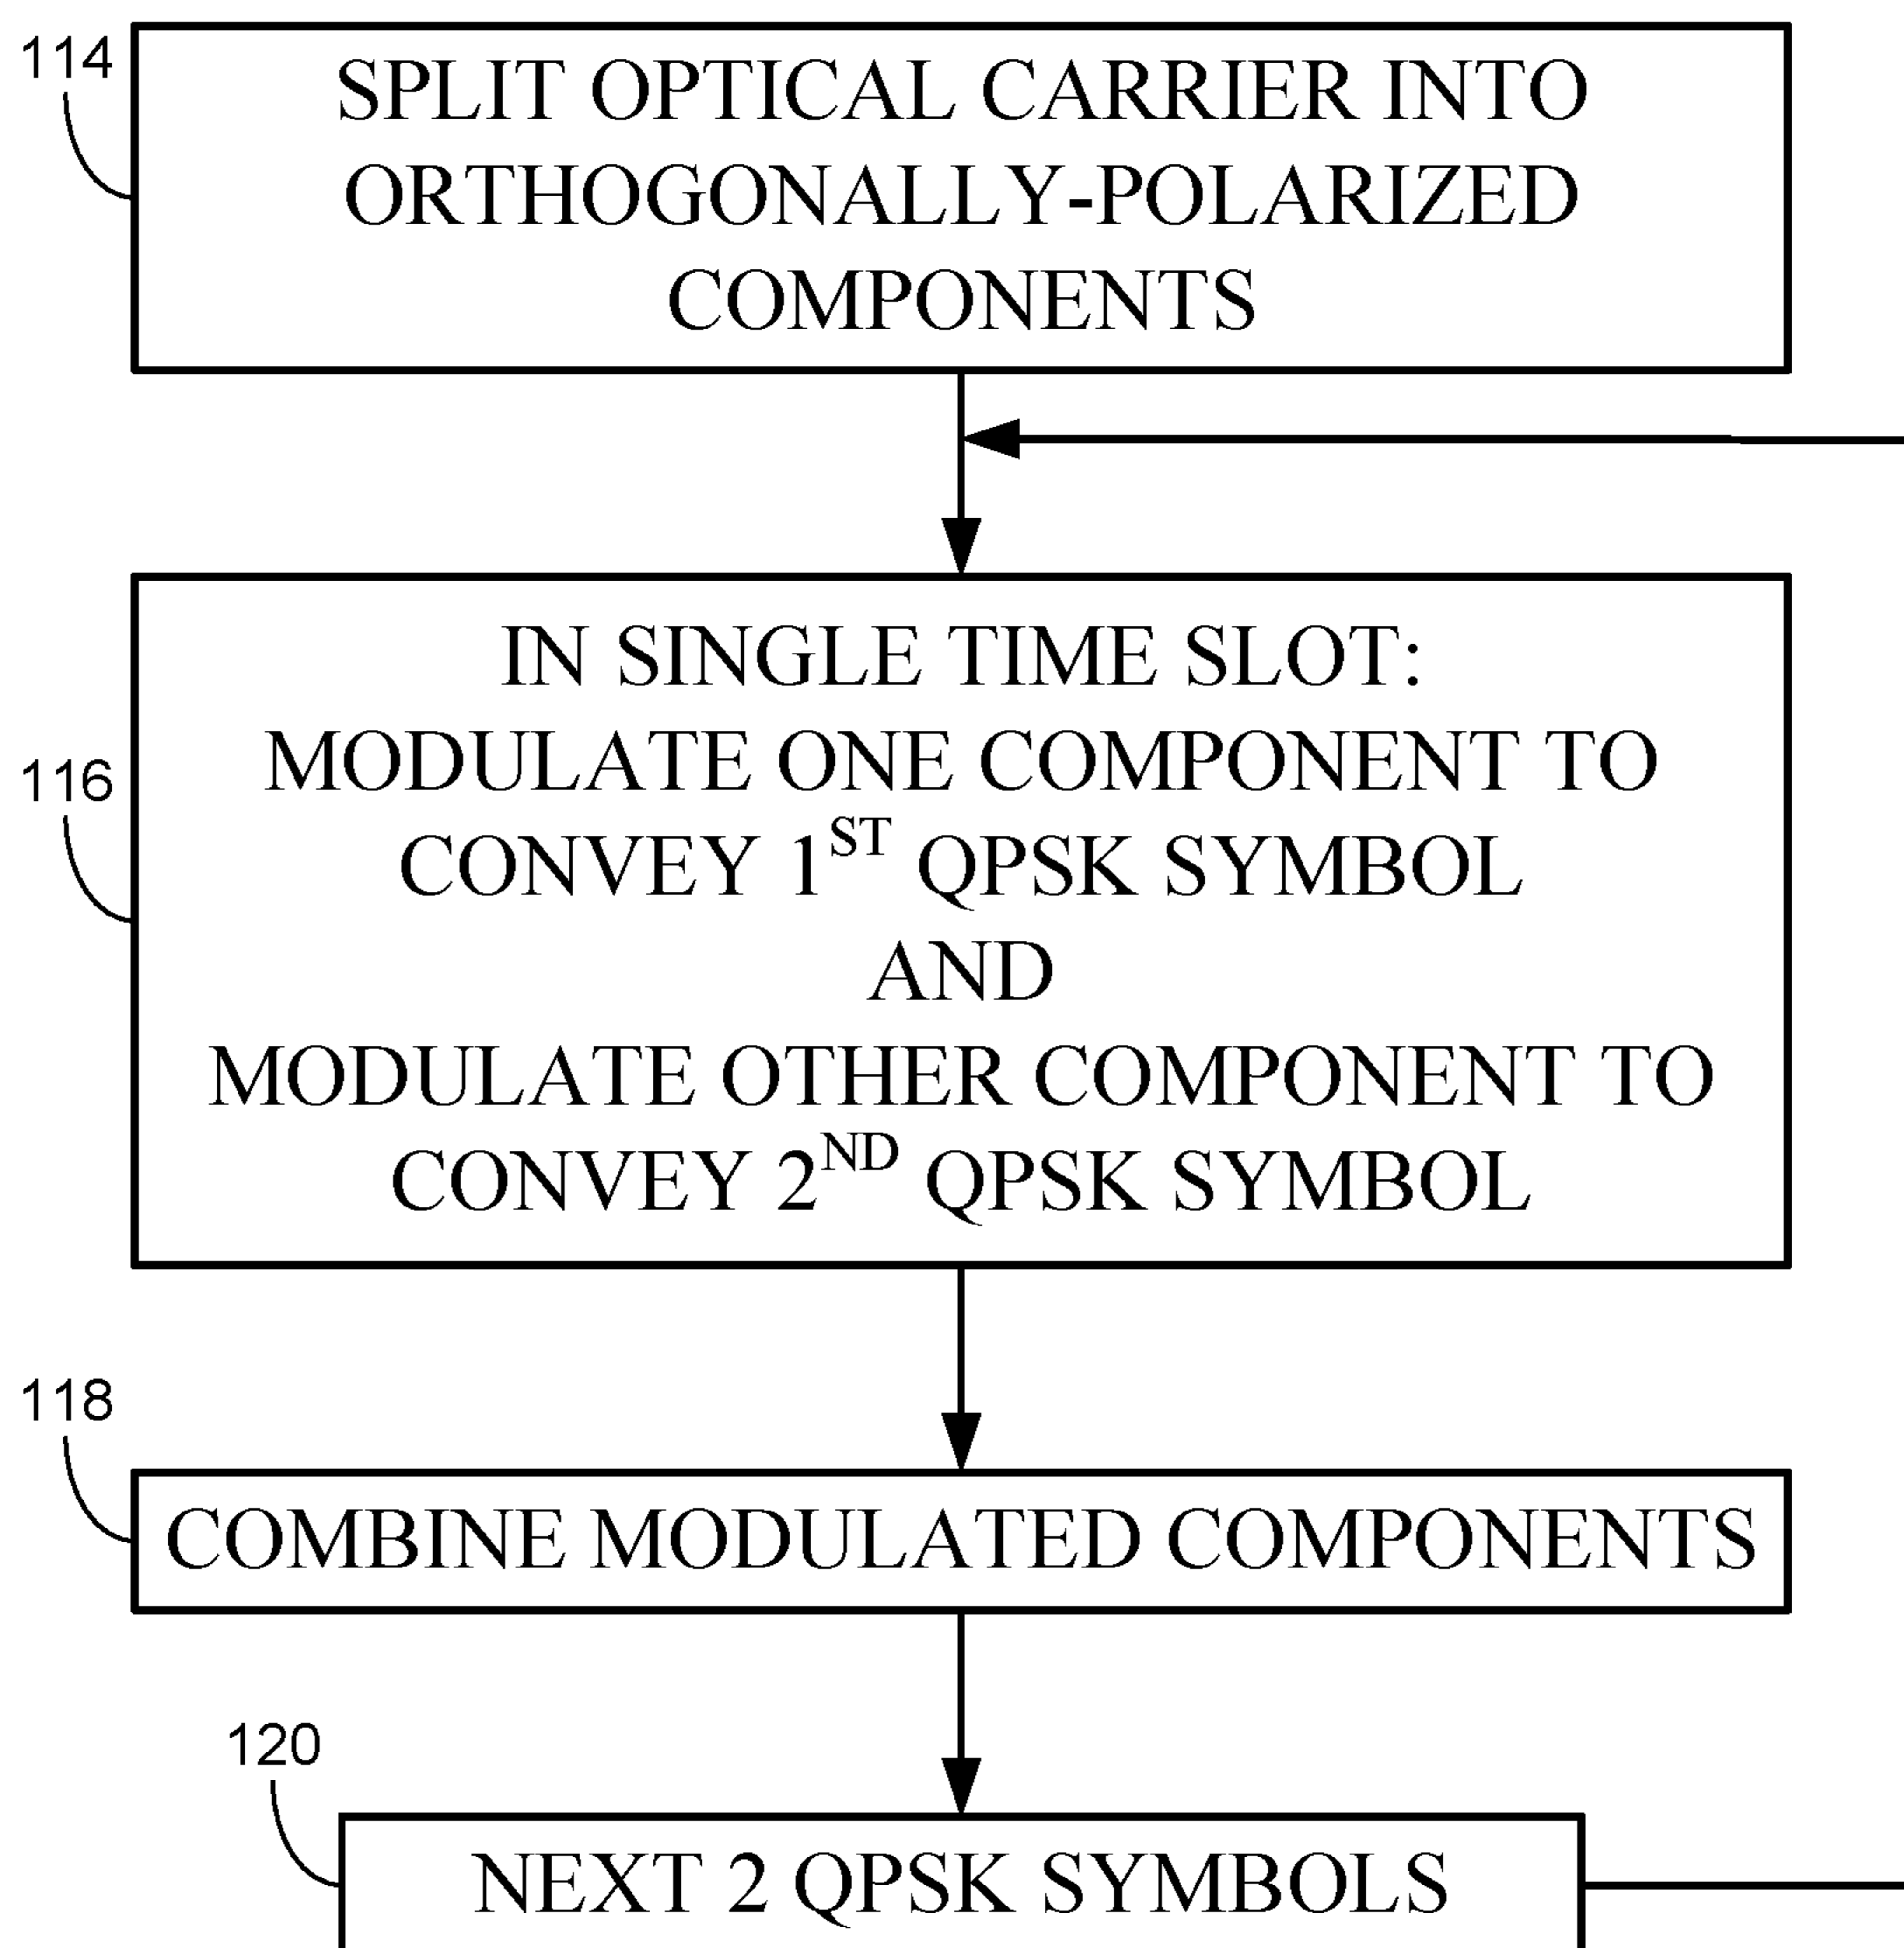 114
SPLIT OPTICAL CARRIER INTO
ORTHOGONALLY-POLARIZED
COMPONENTS
116
IN SINGLE TIME SLOT:
MODULATE ONE COMPONENT TO
CONVEY 1ST QPSK SYMBOL
AND
MODULATE OTHER COMPONENT TO
CONVEY 2ND QPSK SYMBOL
118
COMBINE MODULATED COMPONENTS
120
NEXT 2 QPSK SYMBOLS